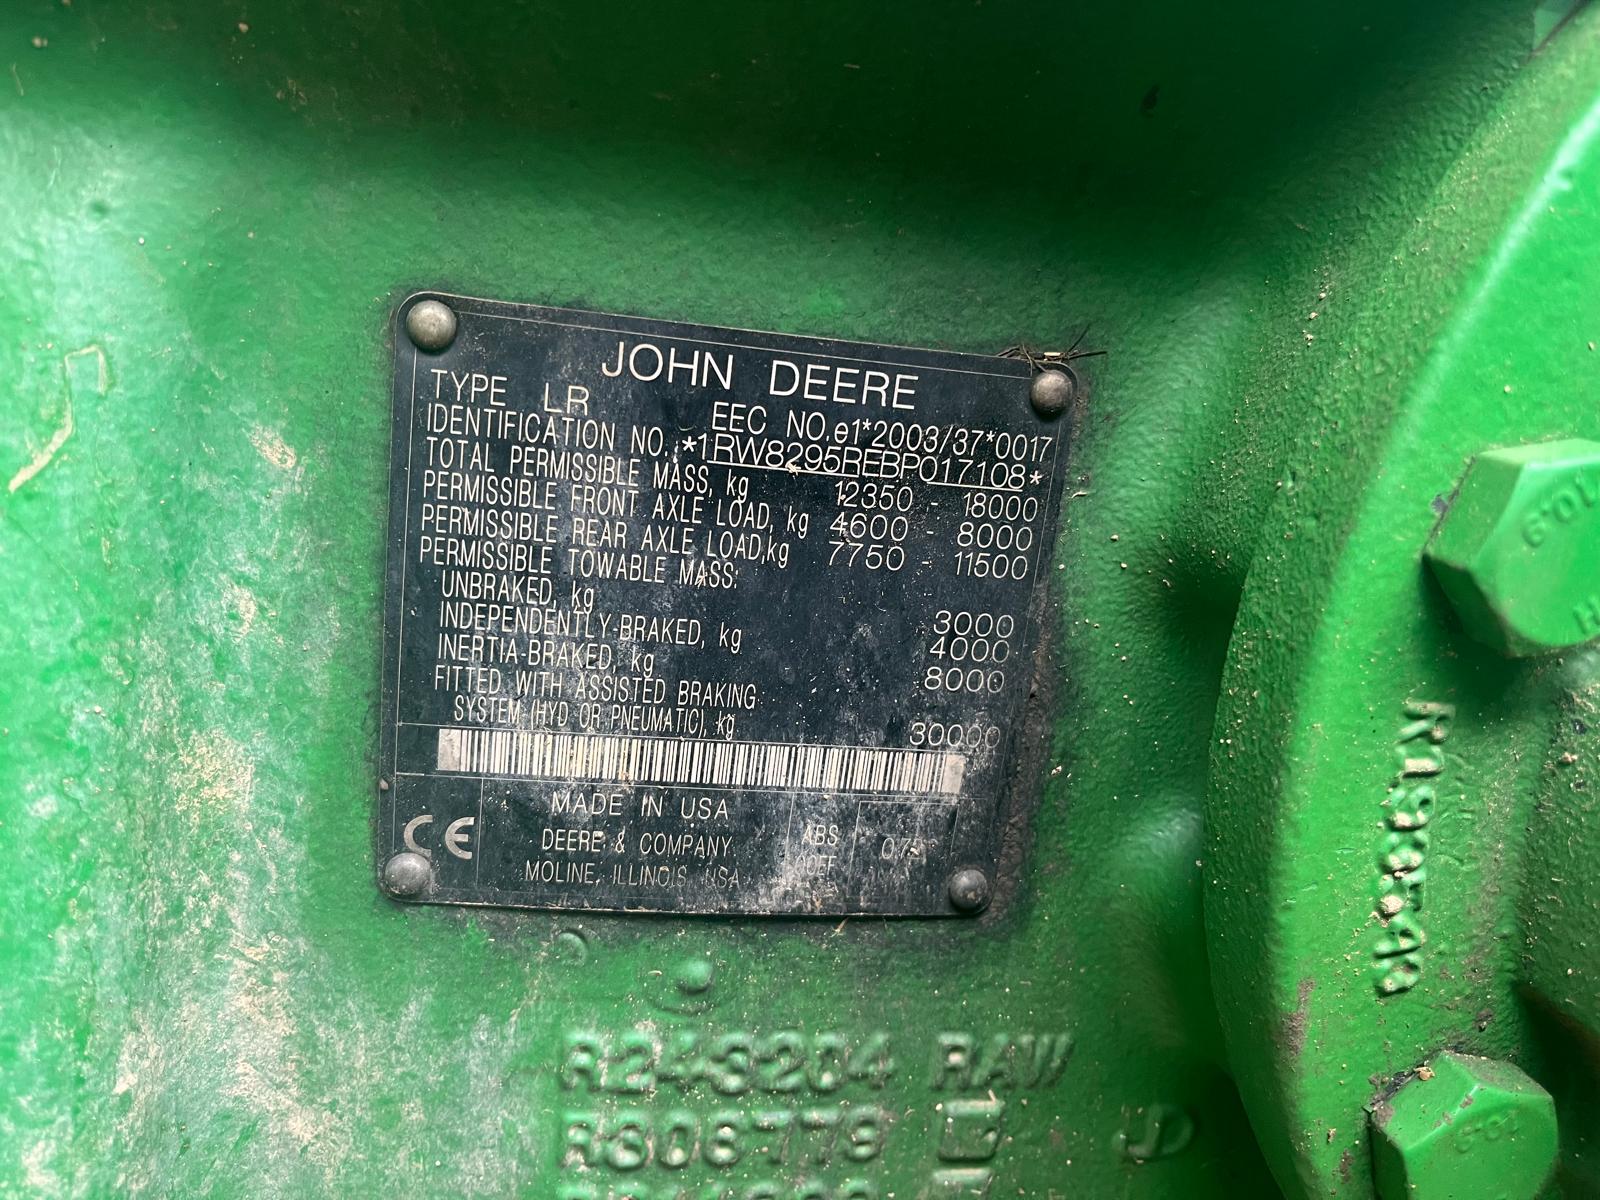 JOHN DEERE
TYPE LR
EEC NO. e1*2003/37*0017
IDENTIFICATION NO. *1RW8295REBP017108*
TOTAL PERMISSIBLE MASS, kg 12350 - 18000
PERMISSIBLE FRONT AXLE LOAD, kg 4600 - 8000
PERMISSIBLE REAR AXLE LOAD,kg 7750 - 11500
PERMISSIBLE TOWABLE MASS:
UNBRAKED, kg 3000
INDEPENDENTLY-BRAKED, kg 4000
INERTIA-BRAKED, kg 8000
FITTED WITH ASSISTED BRAKING
SYSTEM (HYD OR PNEUMATIC), kg 30000
CE
MADE IN USA
DEERE & COMPANY
MOLINE, ILLINOIS USA
ABS
R243204 RAW
R306779
JD
10.9